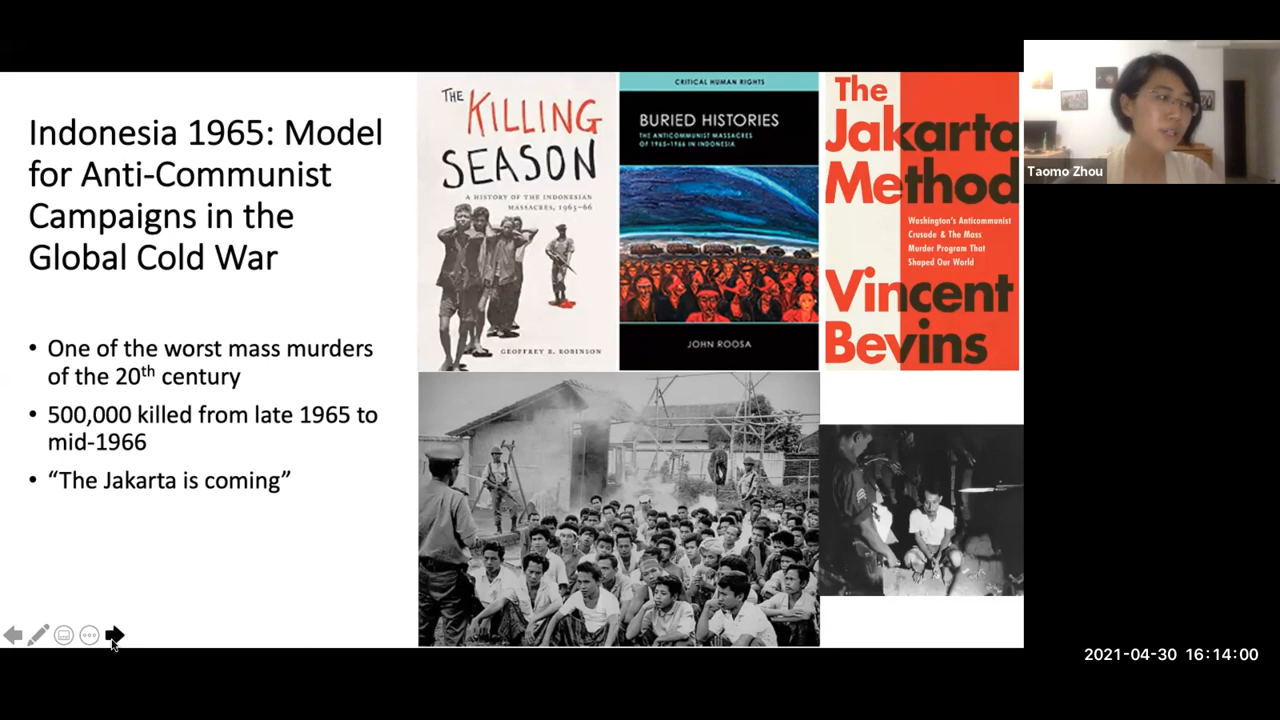 Indonesia 1965: Model
for Anti-Communist
Campaigns in the
Global Cold War
• One of the worst mass murders
of the 20th century
• 500,000 killed from late 1965 to
mid-1966
• “The Jakarta is coming”
THE
KILLING
SEASON
A HISTORY OF THE INDONESIAN
MASSACRES, 1965–66
GEOFFREY B. ROBINSON
CRITICAL HUMAN RIGHTS
BURIED HISTORIES
THE ANTICOMMUNIST MASSACRES
OF 1965–1966 IN INDONESIA
JOHN ROOSA
The
Jakarta
Method
Washington's Anticommunist
Crusade & The Mass
Murder Program That
Shaped Our World
Vincent
Bevins
Taomo Zhou
2021-04-30 16:14:00